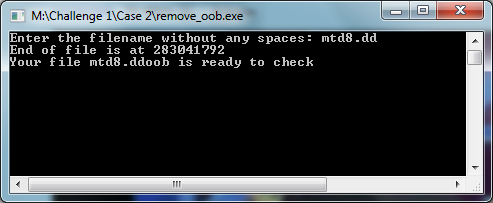 M:\Challenge 1\Case 2\remove_oob.exe
Enter the filename without any spaces: mtd8.dd
End of file is at 283041792
Your file mtd8.ddoob is ready to check